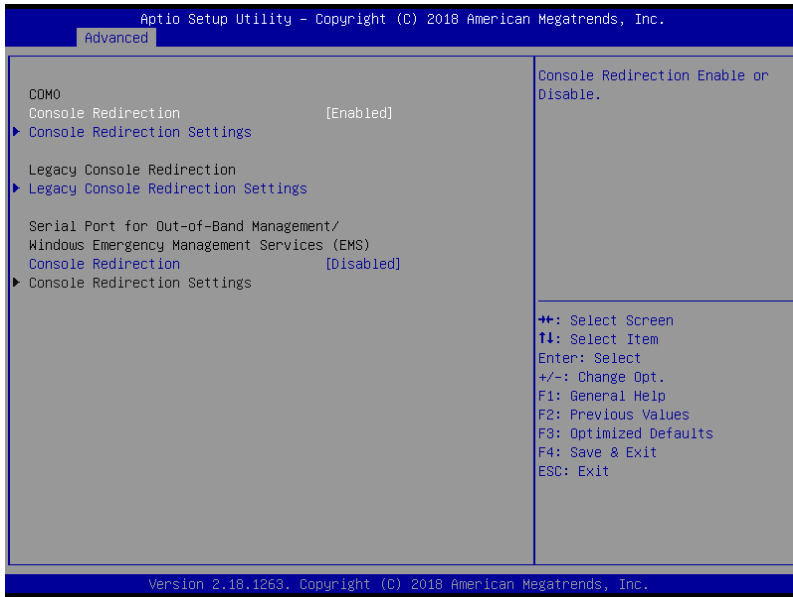 Aptio Setup Utility – Copyright (C) 2018 American Megatrends, Inc.
Advanced
COM0
Console Redirection [Enabled]
Console Redirection Settings
Legacy Console Redirection
Legacy Console Redirection Settings
Serial Port for Out-of-Band Management/
Windows Emergency Management Services (EMS)
Console Redirection [Disabled]
Console Redirection Settings
Console Redirection Enable or
Disable.
→←: Select Screen
↑↓: Select Item
Enter: Select
+/-: Change Opt.
F1: General Help
F2: Previous Values
F3: Optimized Defaults
F4: Save & Exit
ESC: Exit
Version 2.18.1263. Copyright (C) 2018 American Megatrends, Inc.